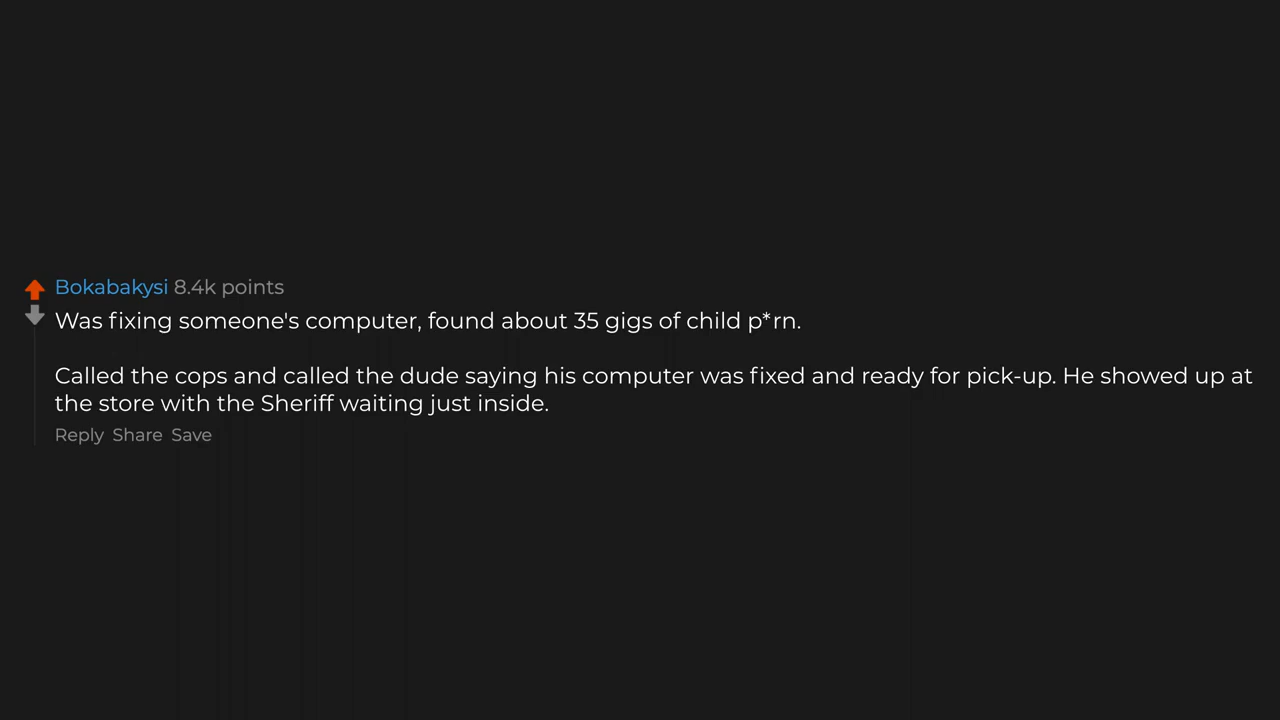 Bokabakysi 8.4k points
Was fixing someone's computer, found about 35 gigs of child p*rn.
Called the cops and called the dude saying his computer was fixed and ready for pick-up. He showed up at
the store with the Sheriff waiting just inside.
Reply Share Save